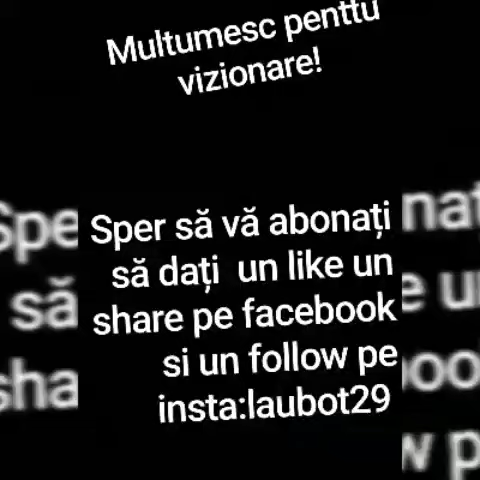 Multumesc penttu
vizionare!
Sper să vă abonați
să dați un like un
share pe facebook
si un follow pe
insta:laubot29